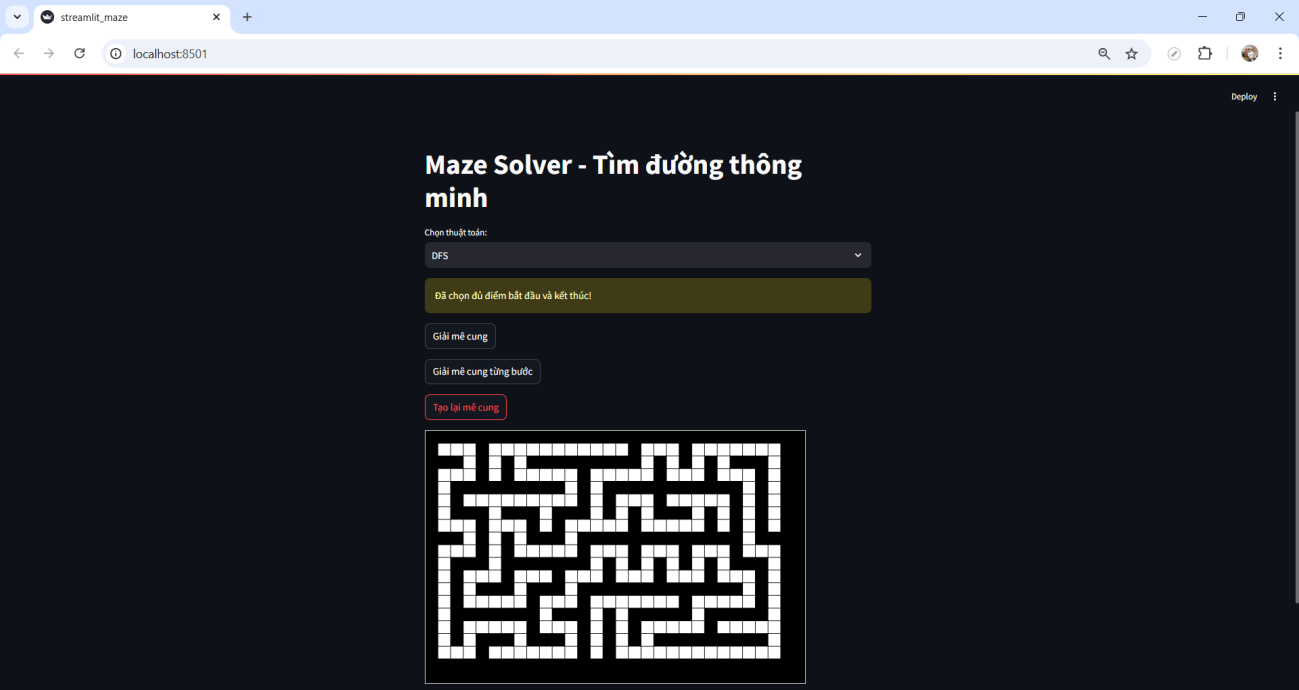 streamlit_maze
localhost:8501
Deploy
Maze Solver - Tìm đường thông
minh
Chọn thuật toán:
DFS
Đã chọn đủ điểm bắt đầu và kết thúc!
Giải mê cung
Giải mê cung từng bước
Tạo lại mê cung